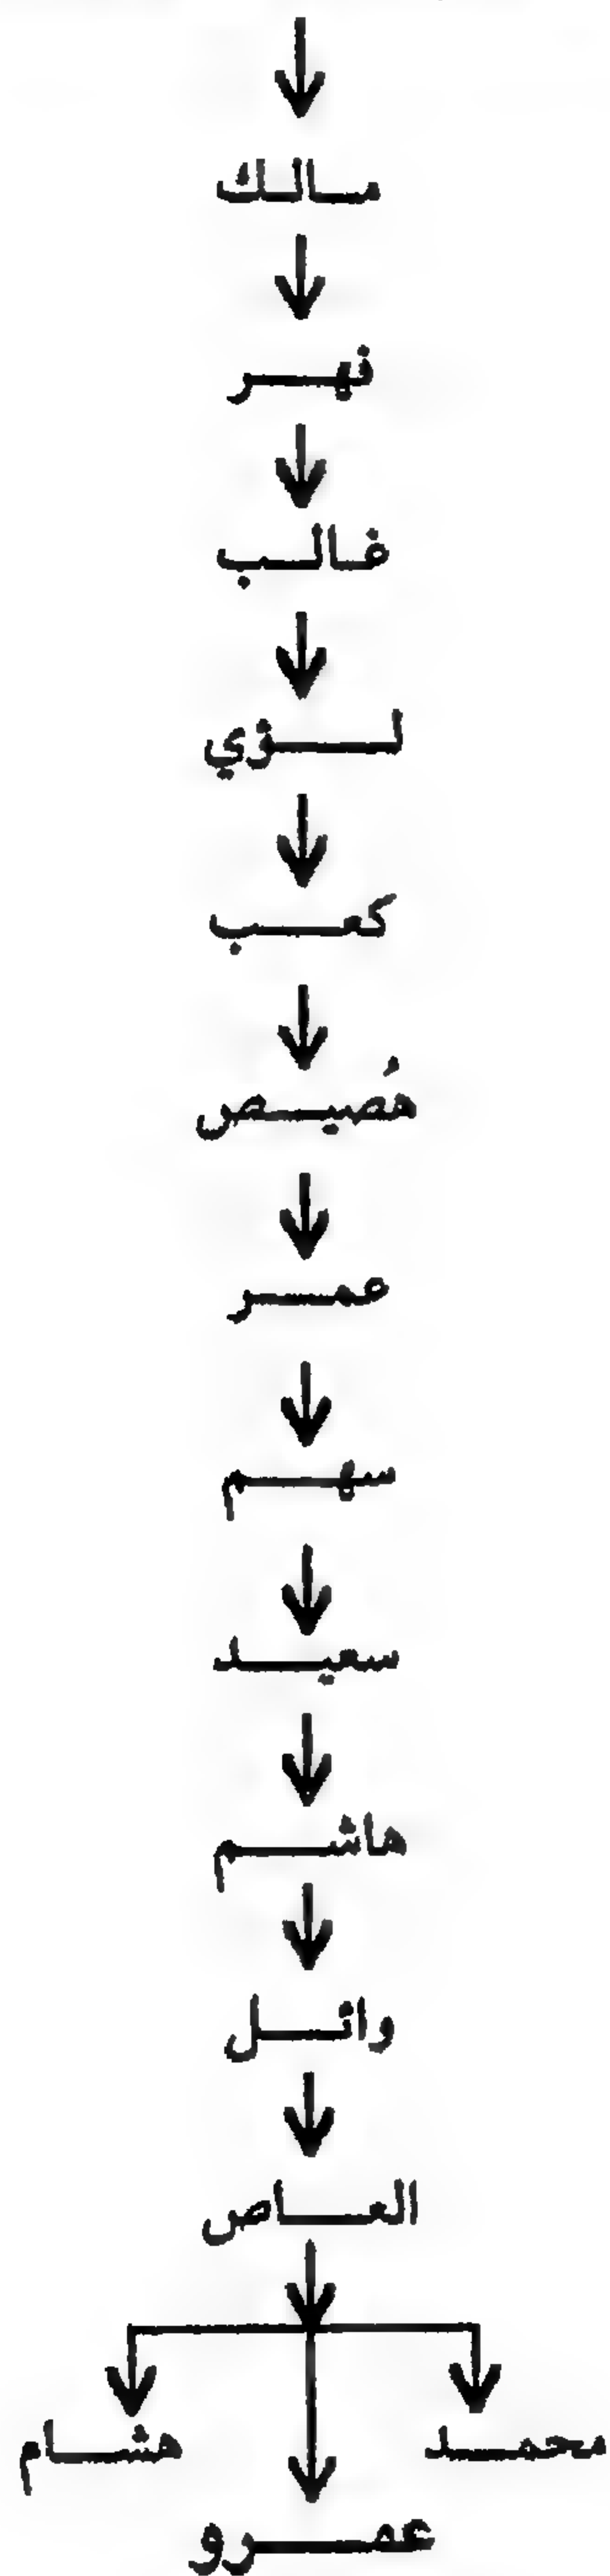 مالك
فهر
غالب
لؤي
كعب
هُصيص
عمر
سهم
سعيد
هاشم
وائل
العاص
محمد هشام
عمرو